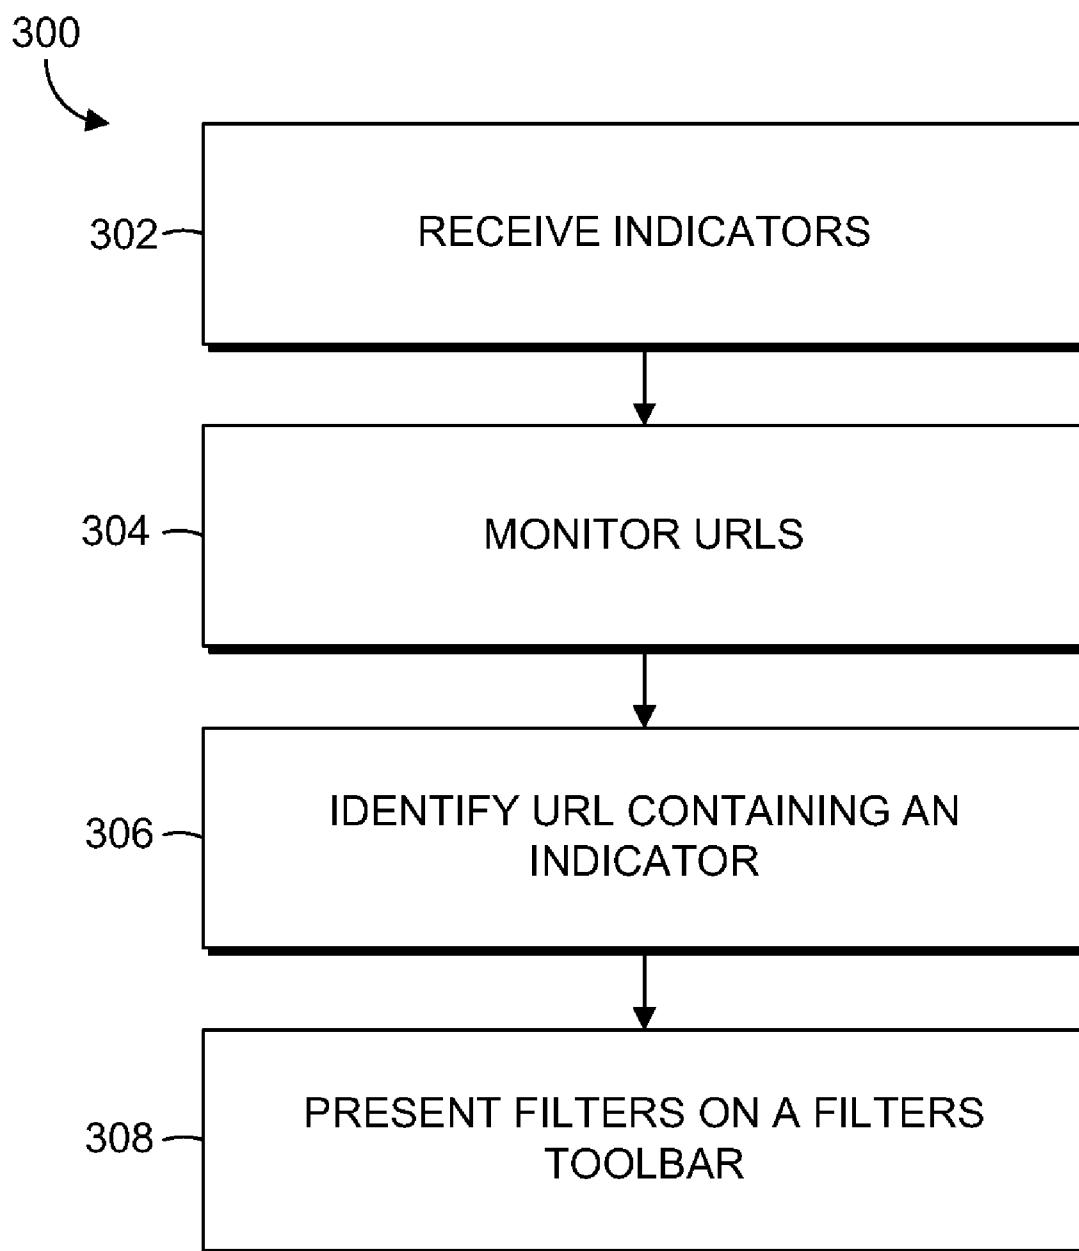 300
302
RECEIVE INDICATORS
304
MONITOR URLS
306
IDENTIFY URL CONTAINING AN
INDICATOR
308
PRESENT FILTERS ON A FILTERS
TOOLBAR